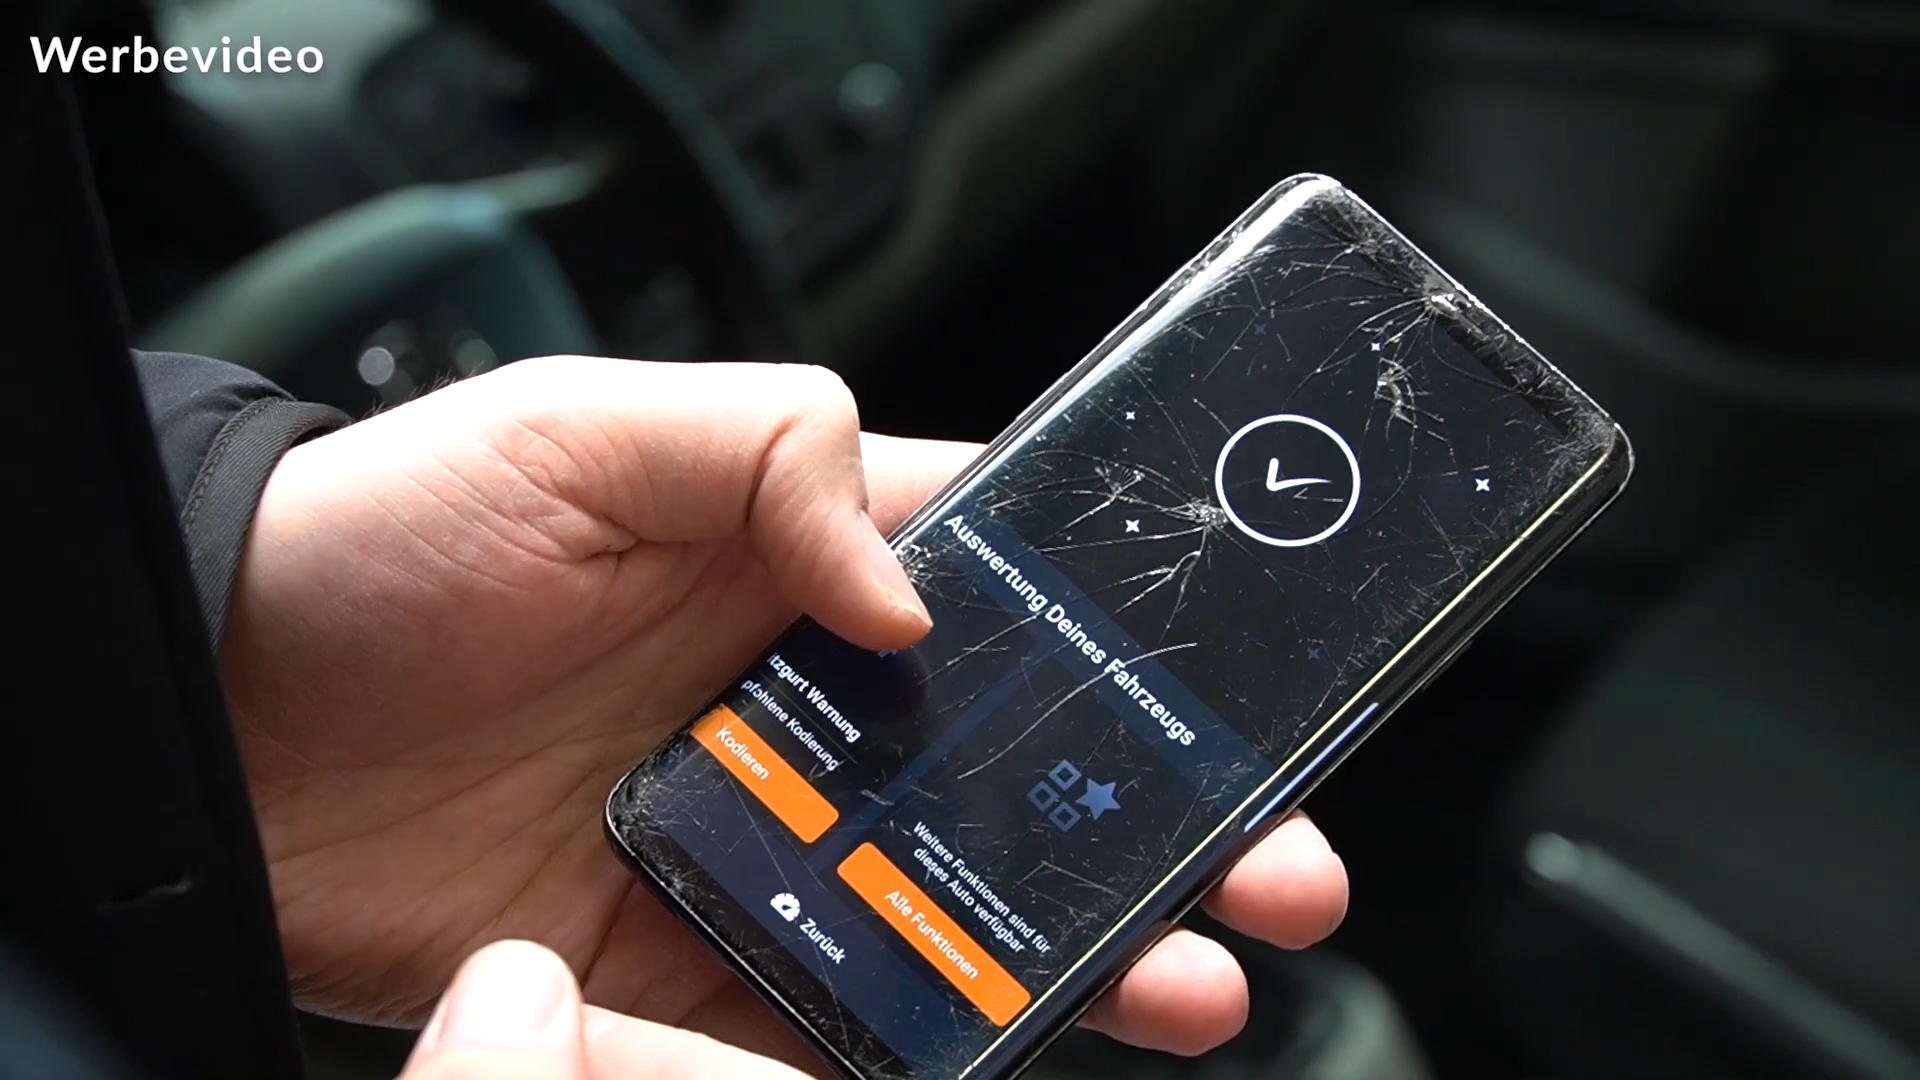 Werbevideo
Auswertung Deines Fahrzeugs
itzgurt Warnung
pfohlene Kodierung
Kodieren
Weitere Funktionen sind für
dieses Auto verfügbar
Alle Funktionen
Zurück